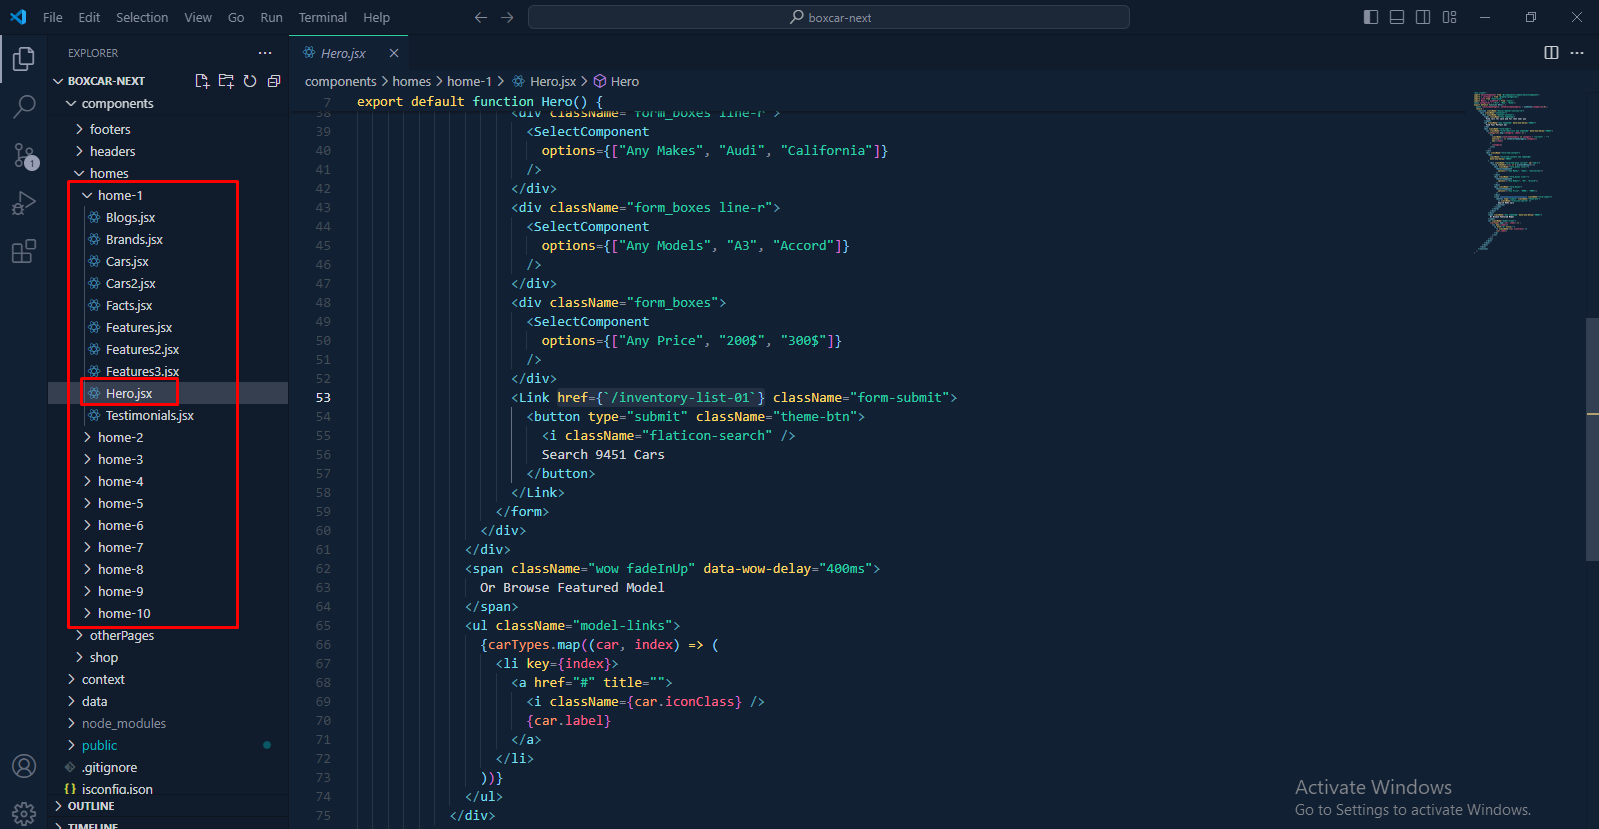 File Edit Selection View Go Run Terminal Help
boxcar-next
EXPLORER
BOXCAR-NEXT
components
footers
headers
homes
home-1
Blogs.jsx
Brands.jsx
Cars.jsx
Cars2.jsx
Facts.jsx
Features.jsx
Features2.jsx
Features3.jsx
Hero.jsx
Testimonials.jsx
home-2
home-3
home-4
home-5
home-6
home-7
home-8
home-9
home-10
otherPages
shop
context
data
node_modules
public
.gitignore
{} jsconfig.json
OUTLINE
TIMELINE
1
Hero.jsx
components > homes > home-1 > Hero.jsx > Hero
7 export default function Hero() {
38 <div className="form_boxes line-r">
39 <SelectComponent
40 options={["Any Makes", "Audi", "California"]}
41 />
42 </div>
43 <div className="form_boxes line-r">
44 <SelectComponent
45 options={["Any Models", "A3", "Accord"]}
46 />
47 </div>
48 <div className="form_boxes">
49 <SelectComponent
50 options={["Any Price", "200$", "300$"]}
51 />
52 </div>
53 <Link href={`/inventory-list-01`} className="form-submit">
54 <button type="submit" className="theme-btn">
55 <i className="flaticon-search" />
56 Search 9451 Cars
57 </button>
58 </Link>
59 </form>
60 </div>
61 </div>
62 <span className="wow fadeInUp" data-wow-delay="400ms">
63 Or Browse Featured Model
64 </span>
65 <ul className="model-links">
66 {carTypes.map((car, index) => (
67 <li key={index}>
68 <a href="#" title="">
69 <i className={car.iconClass} />
70 {car.label}
71 </a>
72 </li>
73 ))}
74 </ul>
75 </div>
Activate Windows
Go to Settings to activate Windows.